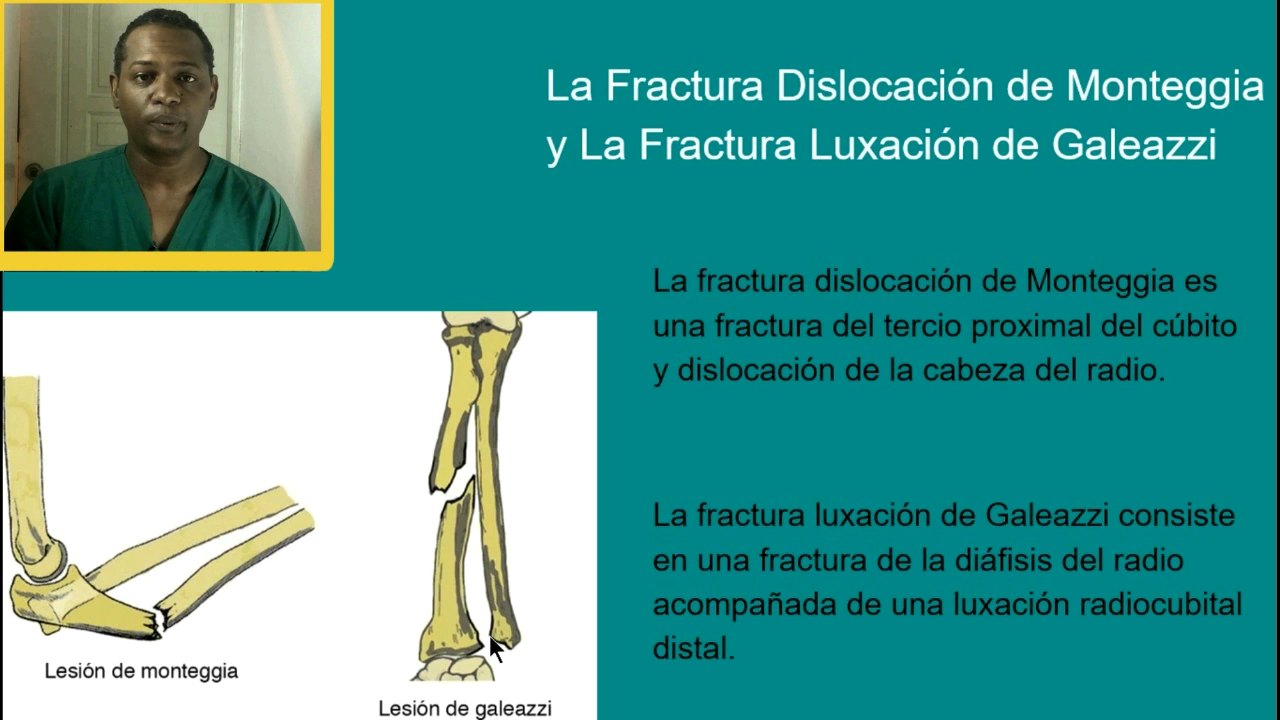 La Fractura Dislocación de Monteggia
y La Fractura Luxación de Galeazzi
La fractura dislocación de Monteggia es
una fractura del tercio proximal del cúbito
y dislocación de la cabeza del radio.
La fractura luxación de Galeazzi consiste
en una fractura de la diáfisis del radio
acompañada de una luxación radiocubital
distal.
Lesión de monteggia
Lesión de galeazzi